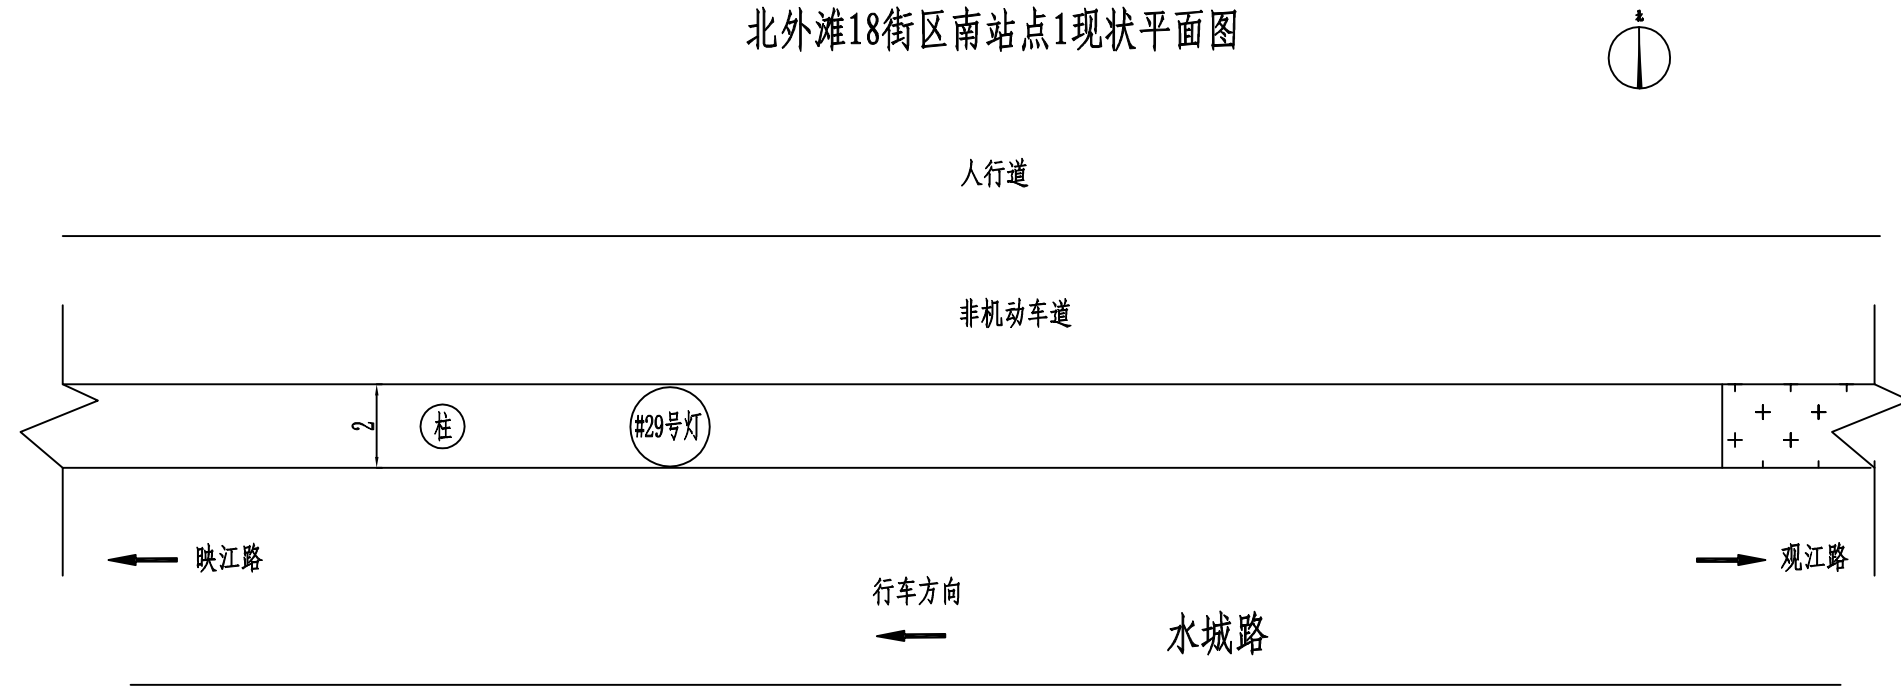 北外滩18街区南站点1现状平面图
北
人行道
非机动车道
2
柱
#29号灯
映江路
观江路
行车方向
水城路